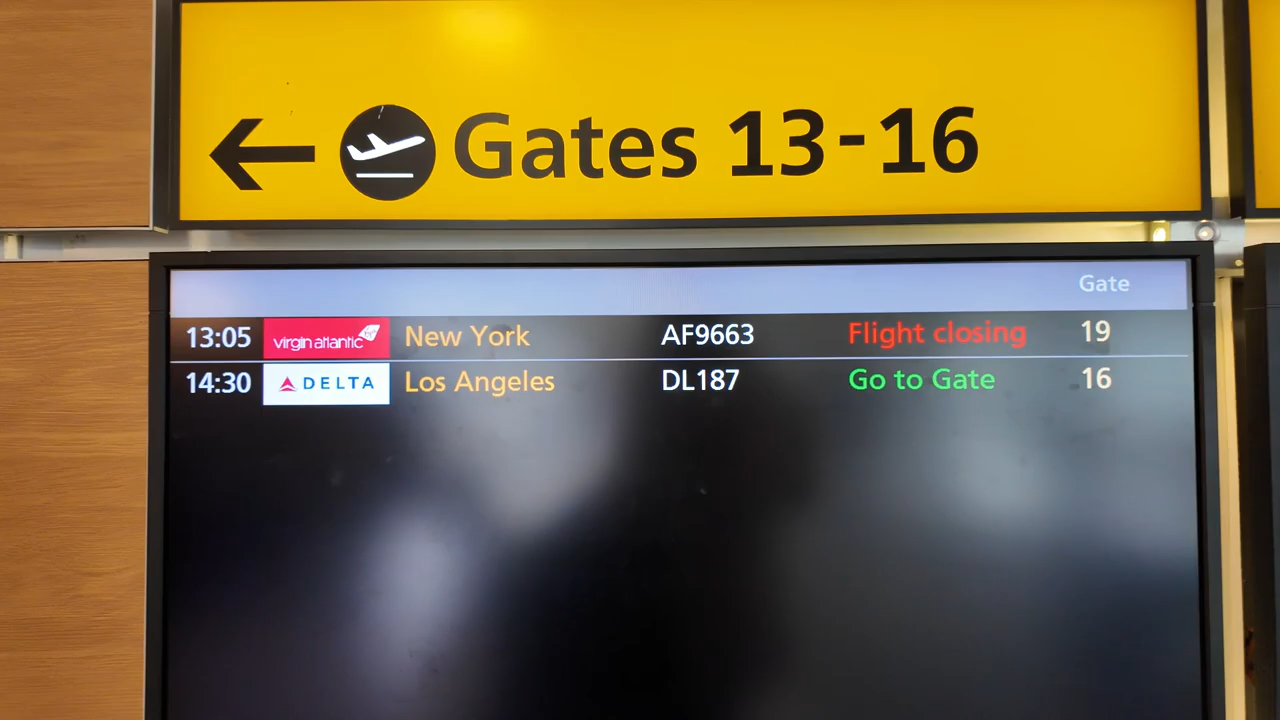 Gates 13-16
Gate
13:05 virgin atlantic New York AF9663 Flight closing 19
14:30 DELTA Los Angeles DL187 Go to Gate 16